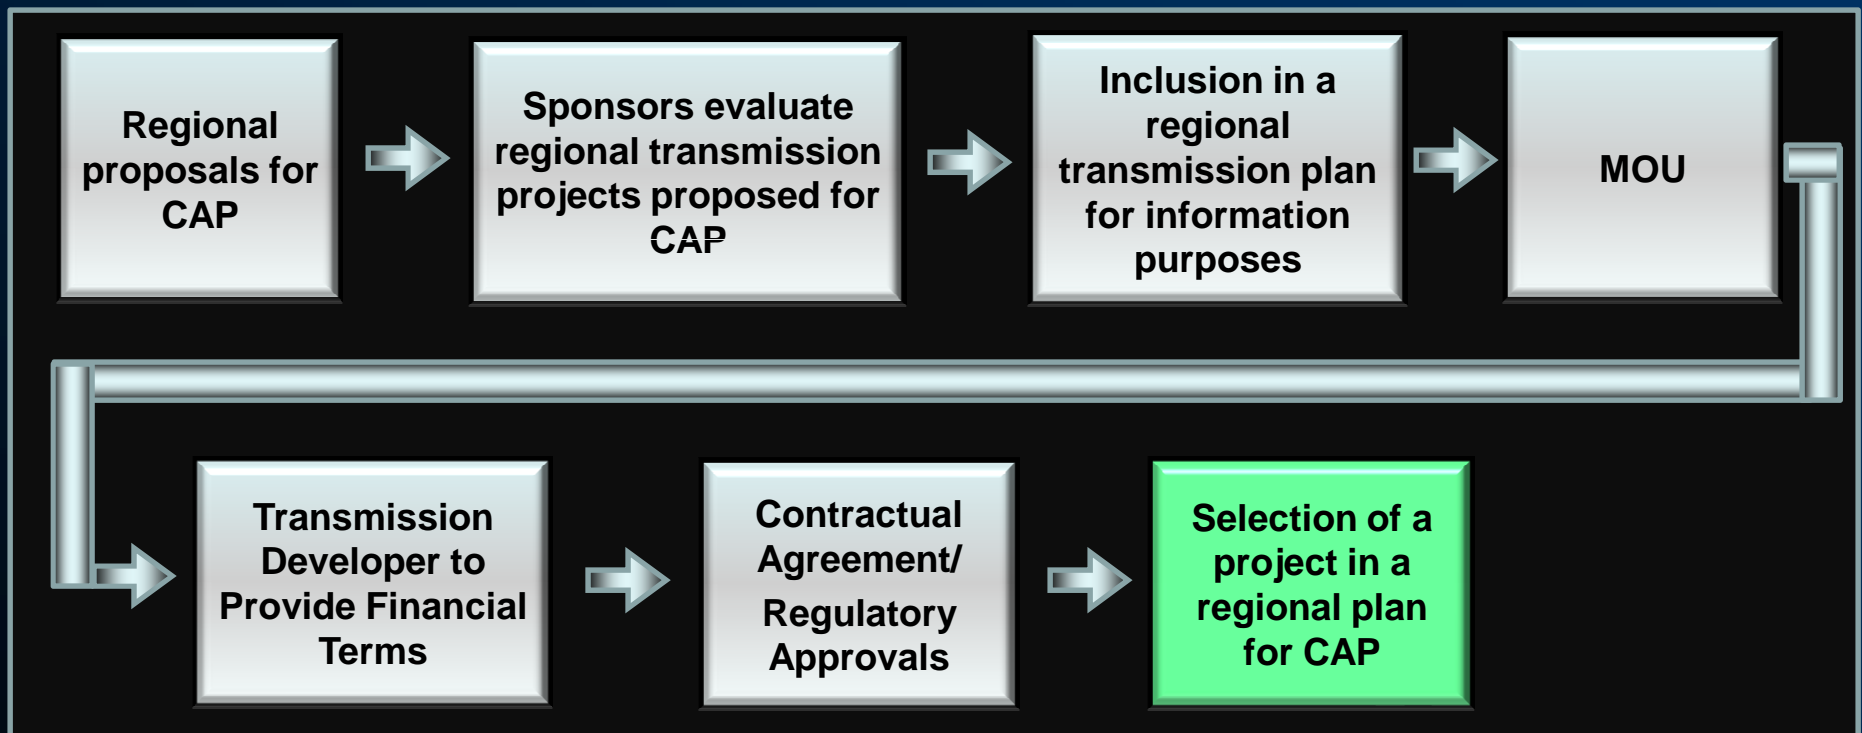 Regional
proposals for
CAP
Sponsors evaluate
regional transmission
projects proposed for
CAP
Inclusion in a
regional
transmission plan
for information
purposes
MOU
Transmission
Developer to
Provide Financial
Terms
Contractual
Agreement/
Regulatory
Approvals
Selection of a
project in a
regional plan
for CAP